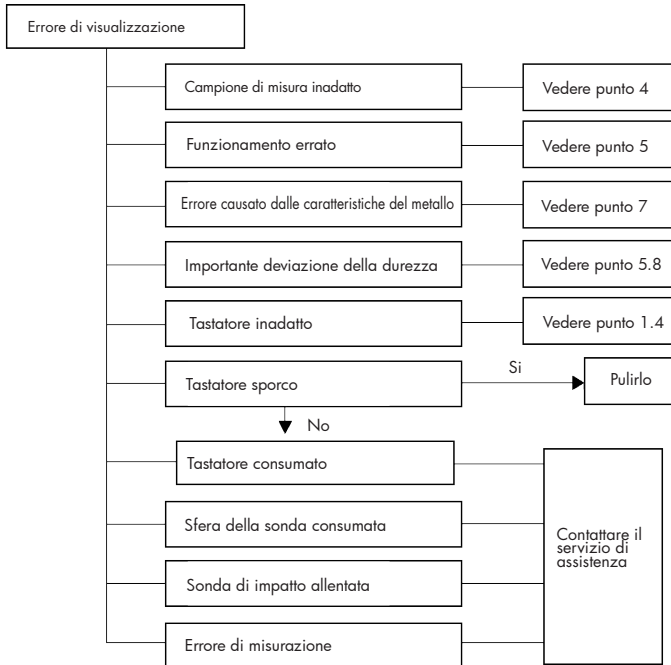 Errore di visualizzazione
Campione di misura inadatto
Vedere punto 4
Funzionamento errato
Vedere punto 5
Errore causato dalle caratteristiche del metallo
Vedere punto 7
Importante deviazione della durezza
Vedere punto 5.8
Tastatore inadatto
Vedere punto 1.4
Tastatore sporco
Si
Pulirlo
No
Tastatore consumato
Sfera della sonda consumata
Contattare il
servizio di
assistenza
Sonda di impatto allentata
Errore di misurazione